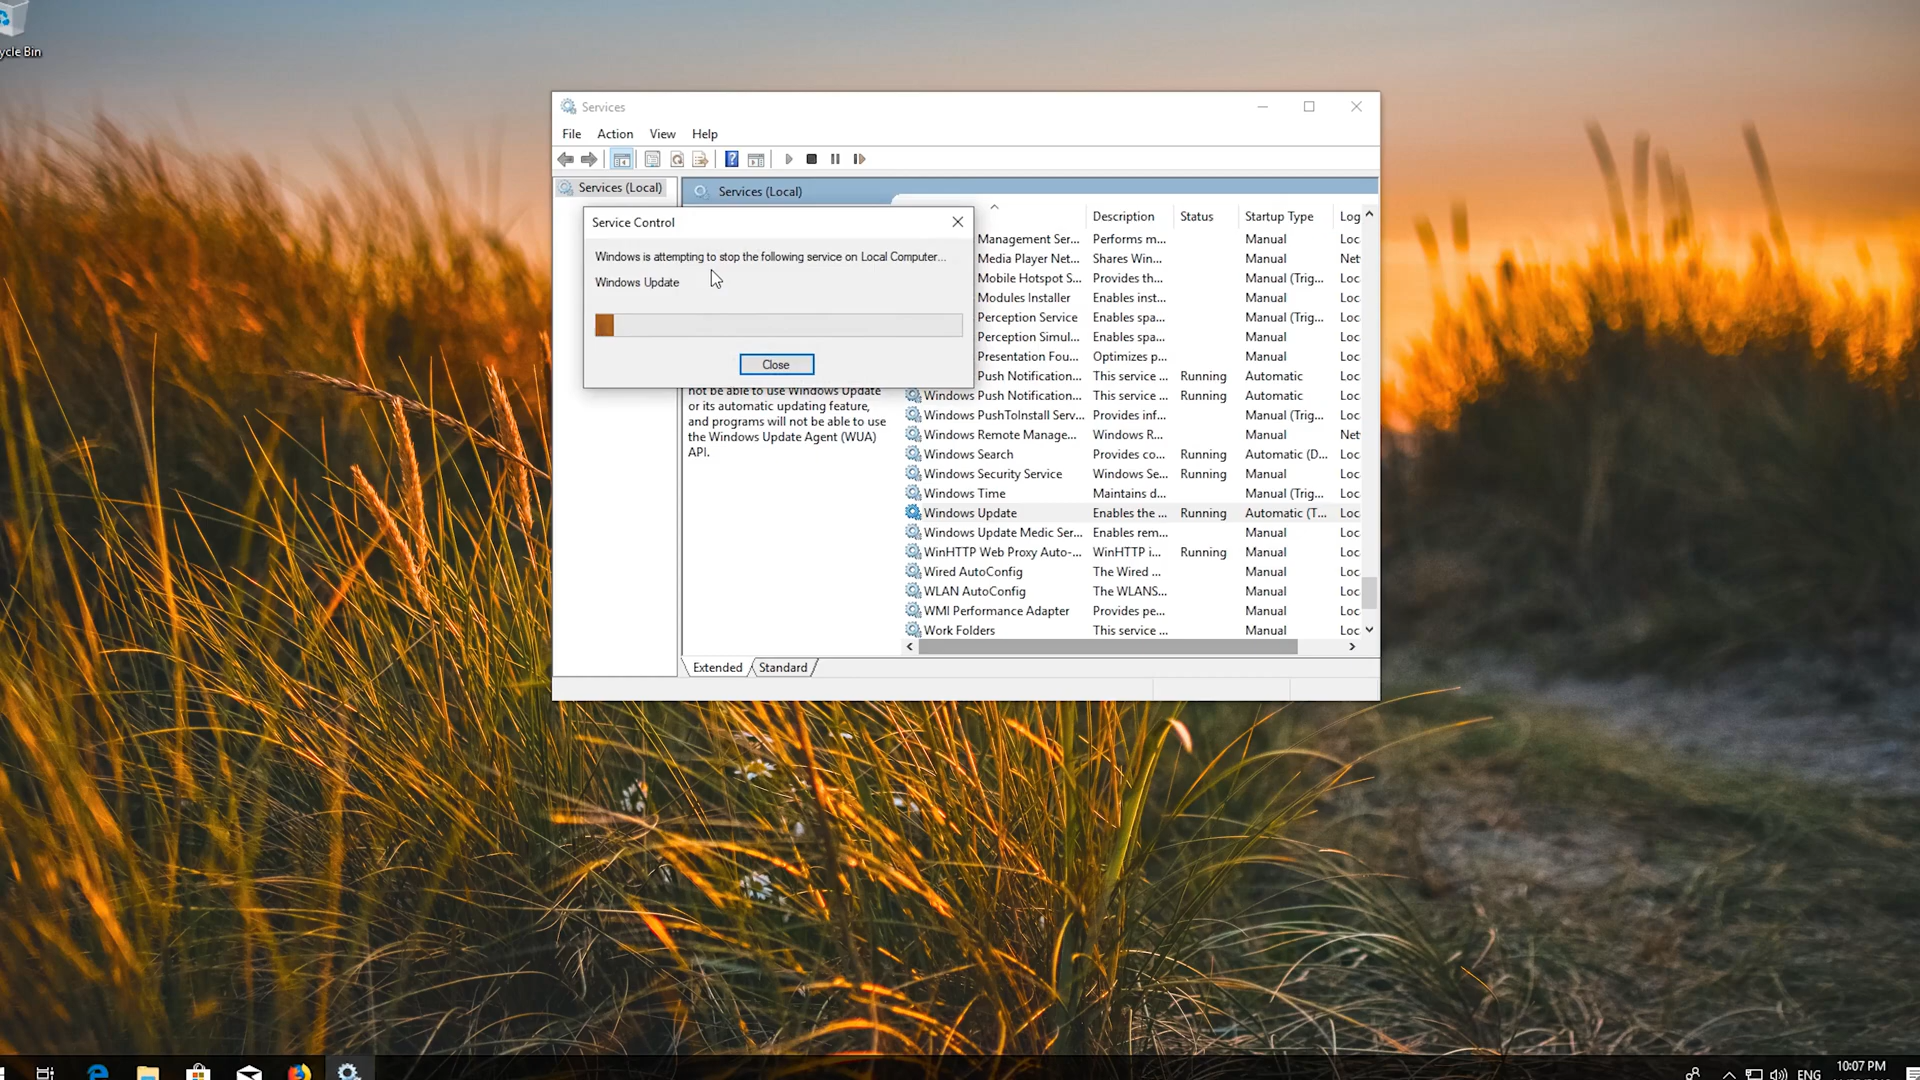 ycle Bin
Services
File Action View Help
Services (Local)
Services (Local)
Service Control
Windows is attempting to stop the following service on Local Computer...
Windows Update
Close
not be able to use Windows Update
or its automatic updating feature,
and programs will not be able to use
the Windows Update Agent (WUA)
API.
Description Status Startup Type Log
Management Ser... Performs m... Manual Loc
Media Player Net... Shares Win... Manual Net
Mobile Hotspot S... Provides th... Manual (Trig... Loc
Modules Installer Enables inst... Manual Loc
Perception Service Enables spa... Manual (Trig... Loc
Perception Simul... Enables spa... Manual Loc
Presentation Fou... Optimizes p... Manual Loc
Push Notification... This service ... Running Automatic Loc
Windows Push Notification... This service ... Running Automatic Loc
Windows PushToInstall Serv... Provides inf... Manual (Trig... Loc
Windows Remote Manage... Windows R... Manual Net
Windows Search Provides co... Running Automatic (D... Loc
Windows Security Service Windows Se... Running Manual Loc
Windows Time Maintains d... Manual (Trig... Loc
Windows Update Enables the ... Running Automatic (T... Loc
Windows Update Medic Ser... Enables rem... Manual Loc
WinHTTP Web Proxy Auto-... WinHTTP i... Running Manual Loc
Wired AutoConfig The Wired ... Manual Loc
WLAN AutoConfig The WLANS... Manual Loc
WMI Performance Adapter Provides pe... Manual Loc
Work Folders This service ... Manual Loc
Extended Standard
ENG 10:07 PM